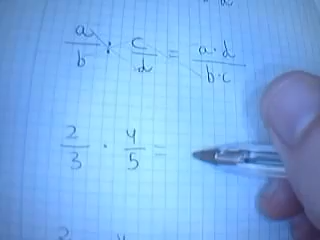 a/b : c/d = a·d/b·c
2/3 · 4/5 =